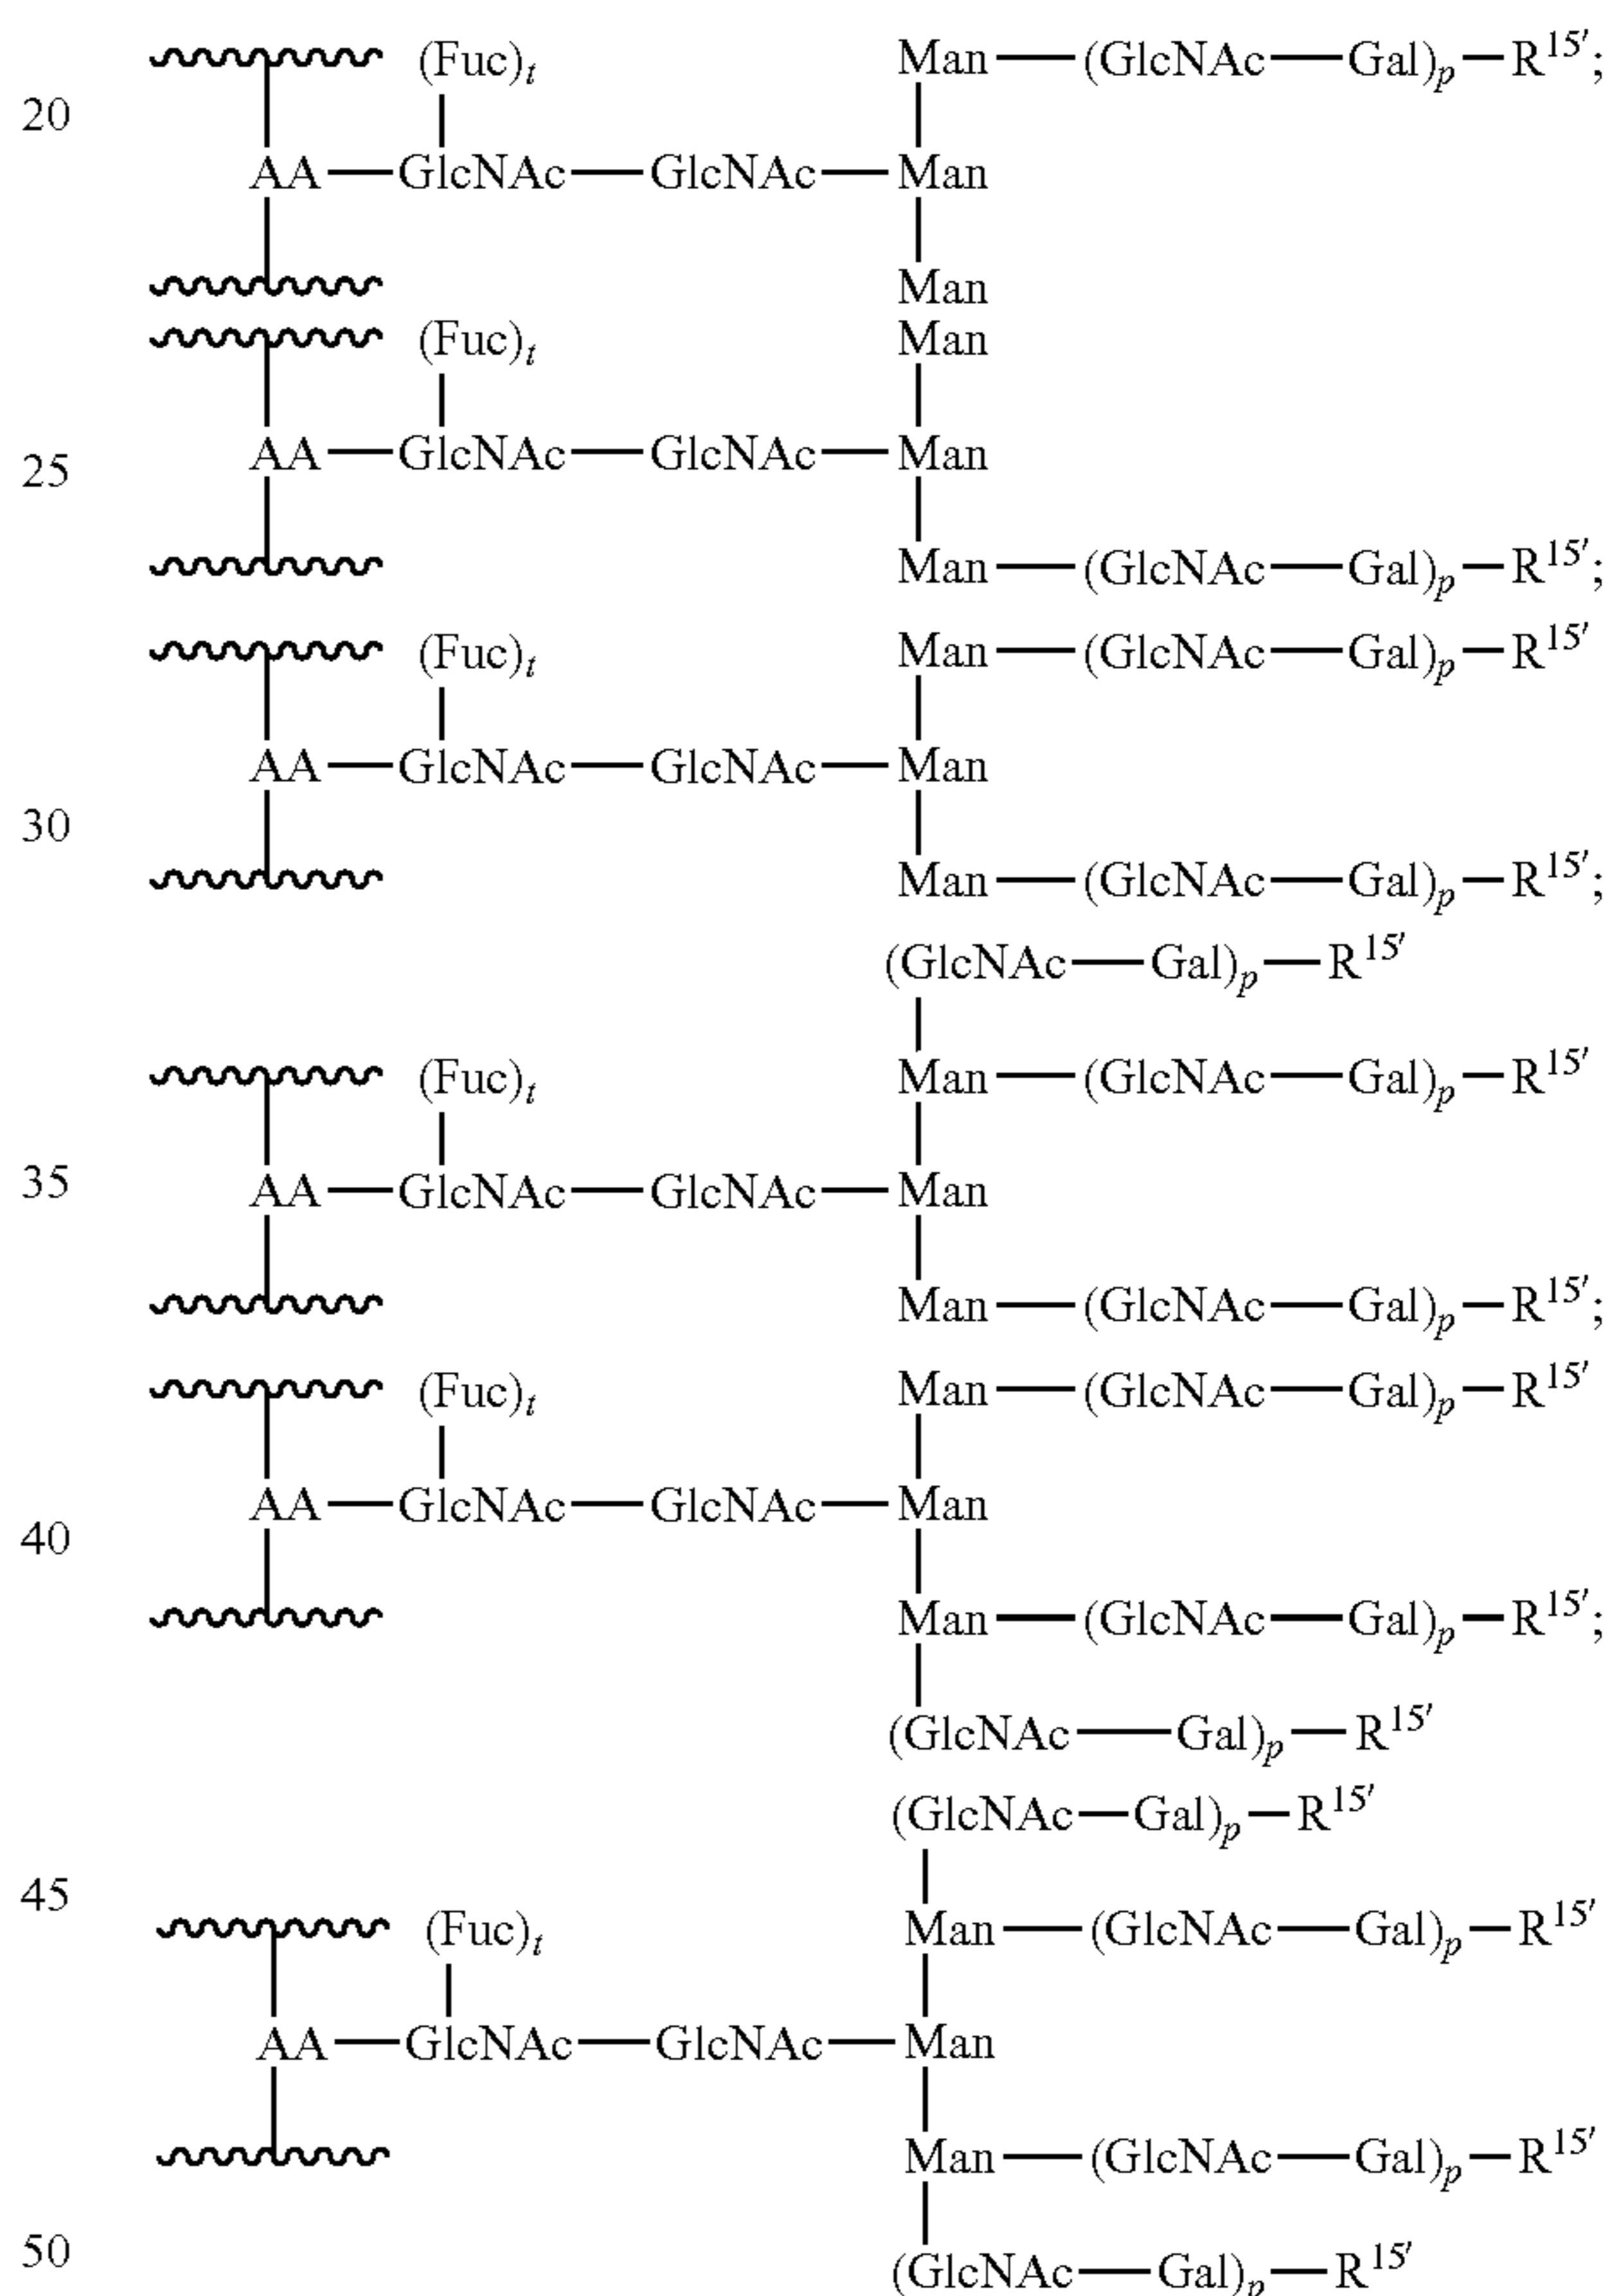 (Fuc)t Man—(GlcNAc—Gal)p—R15′;
20
AA—GlcNAc—GlcNAc—Man
Man
(Fuc)t Man
AA—GlcNAc—GlcNAc—Man
25
Man—(GlcNAc—Gal)p—R15′;
(Fuc)t Man—(GlcNAc—Gal)p—R15′
AA—GlcNAc—GlcNAc—Man
30
Man—(GlcNAc—Gal)p—R15′;
(GlcNAc—Gal)p—R15′
(Fuc)t Man—(GlcNAc—Gal)p—R15′
35
AA—GlcNAc—GlcNAc—Man
Man—(GlcNAc—Gal)p—R15′;
(Fuc)t Man—(GlcNAc—Gal)p—R15′
AA—GlcNAc—GlcNAc—Man
40
Man—(GlcNAc—Gal)p—R15′;
(GlcNAc—Gal)p—R15′
(GlcNAc—Gal)p—R15′
45
(Fuc)t Man—(GlcNAc—Gal)p—R15′
AA—GlcNAc—GlcNAc—Man
Man—(GlcNAc—Gal)p—R15′
50
(GlcNAc—Gal)p—R15′